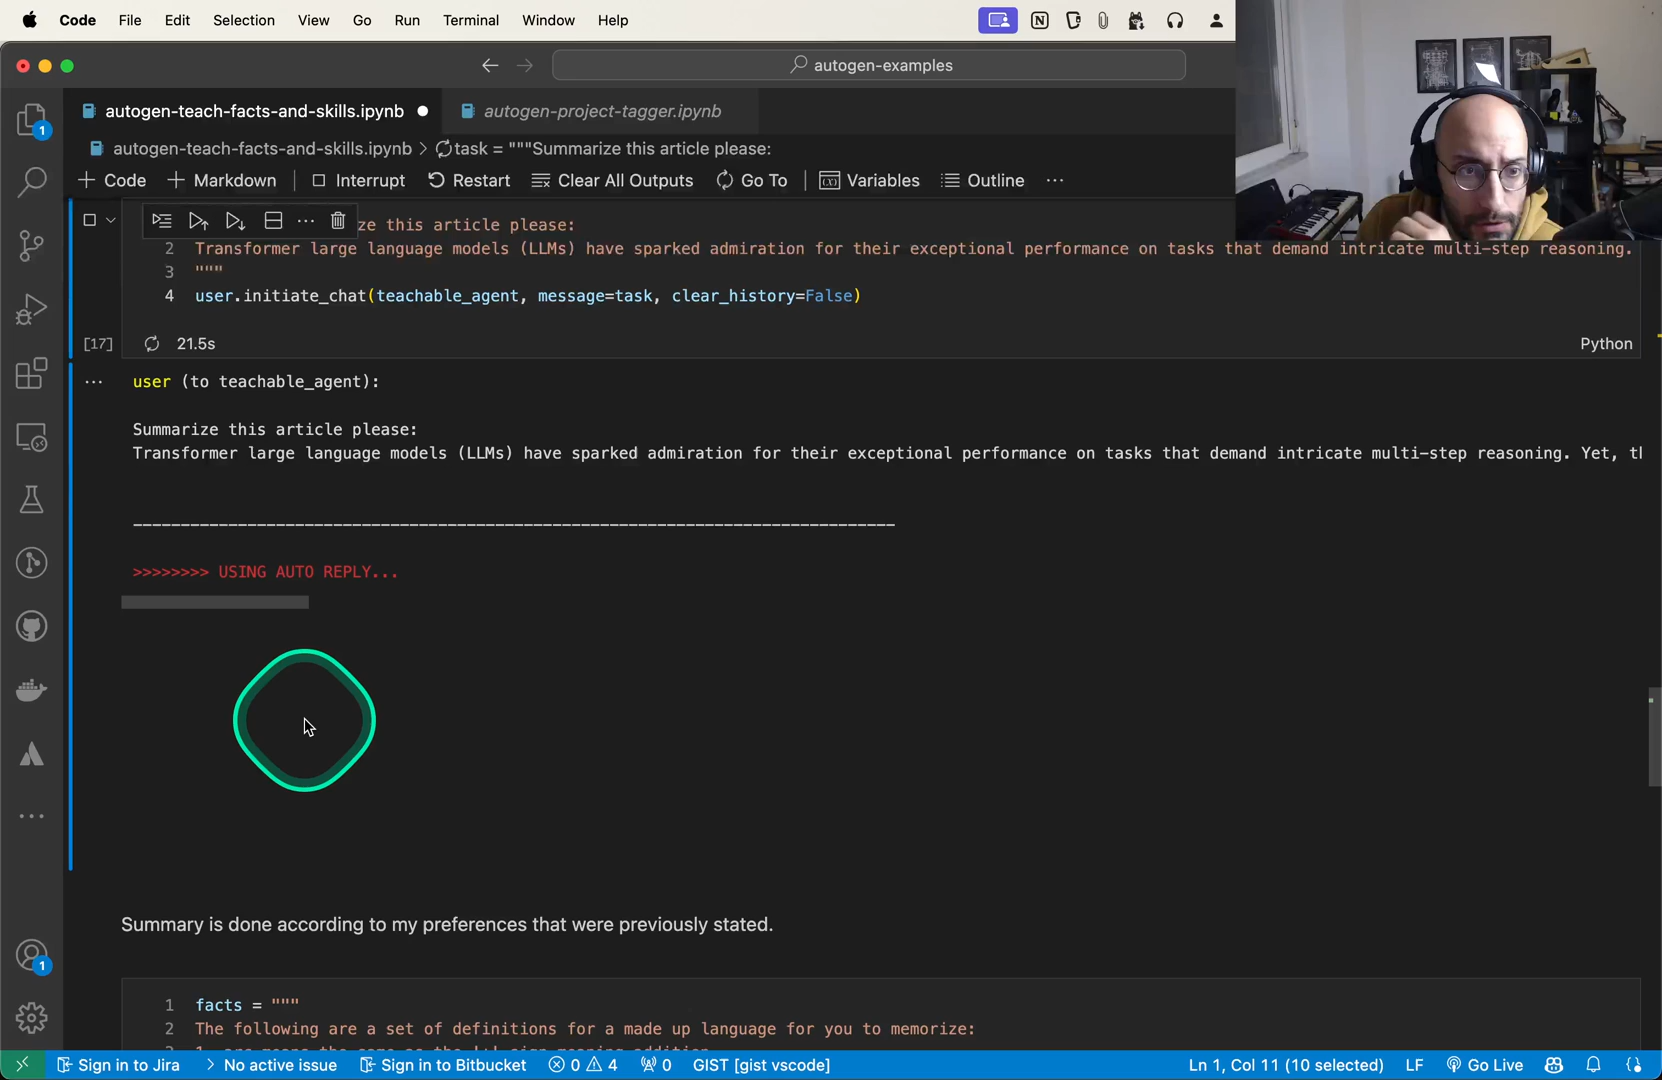 Code File Edit Selection View Go Run Terminal Window Help
autogen-examples
autogen-teach-facts-and-skills.ipynb autogen-project-tagger.ipynb
autogen-teach-facts-and-skills.ipynb > task = """Summarize this article please:
+ Code + Markdown | Interrupt Restart Clear All Outputs Go To | Variables Outline ...
ze this article please:
2 Transformer large language models (LLMs) have sparked admiration for their exceptional performance on tasks that demand intricate multi-step reasoning.
3 """
4 user.initiate_chat(teachable_agent, message=task, clear_history=False)
[17] 21.5s Python
... user (to teachable_agent):
Summarize this article please:
Transformer large language models (LLMs) have sparked admiration for their exceptional performance on tasks that demand intricate multi-step reasoning. Yet, t
--------------------------------------------------------------------------------
>>>>>>>> USING AUTO REPLY...
Summary is done according to my preferences that were previously stated.
1 facts = """
2 The following are a set of definitions for a made up language for you to memorize:
1
1
Sign in to Jira > No active issue Sign in to Bitbucket 0 4 0 GIST [gist vscode] Ln 1, Col 11 (10 selected) LF Go Live